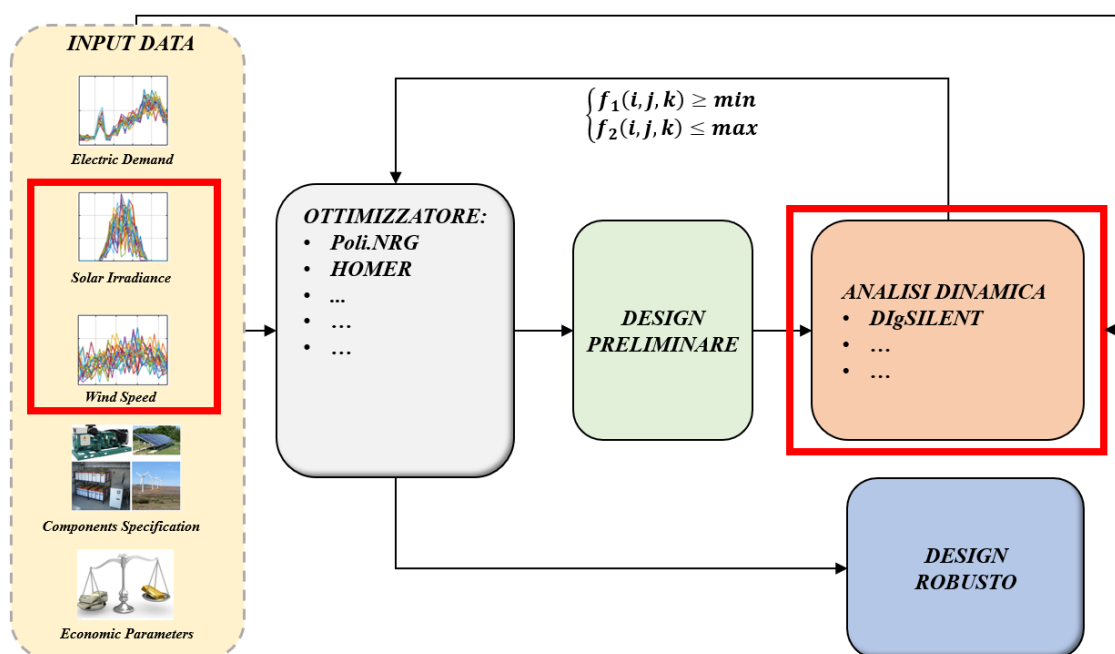 INPUT DATA
Electric Demand
Solar Irradiance
Wind Speed
Components Specification
Economic Parameters
OTTIMIZZATORE:
• Poli.NRG
• HOMER
• ...
• ...
• ...
{f₁(i, j, k) ≥ min
{f₂(i, j, k) ≤ max
DESIGN
PRELIMINARE
ANALISI DINAMICA
• DIgSILENT
• ...
• ...
DESIGN
ROBUSTO